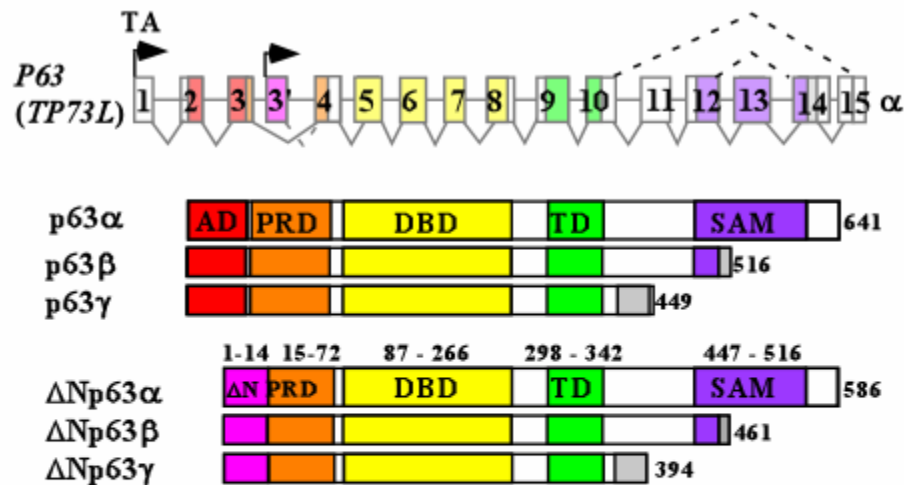 TA
P63
(TP73L)
1 2 3 3' 4 5 6 7 8 9 10 11 12 13 14 15 α
p63α AD PRD DBD TD SAM 641
p63β 516
p63γ 449
1-14 15-72 87 - 266 298 - 342 447 - 516
ΔNp63α ΔN PRD DBD TD SAM 586
ΔNp63β 461
ΔNp63γ 394